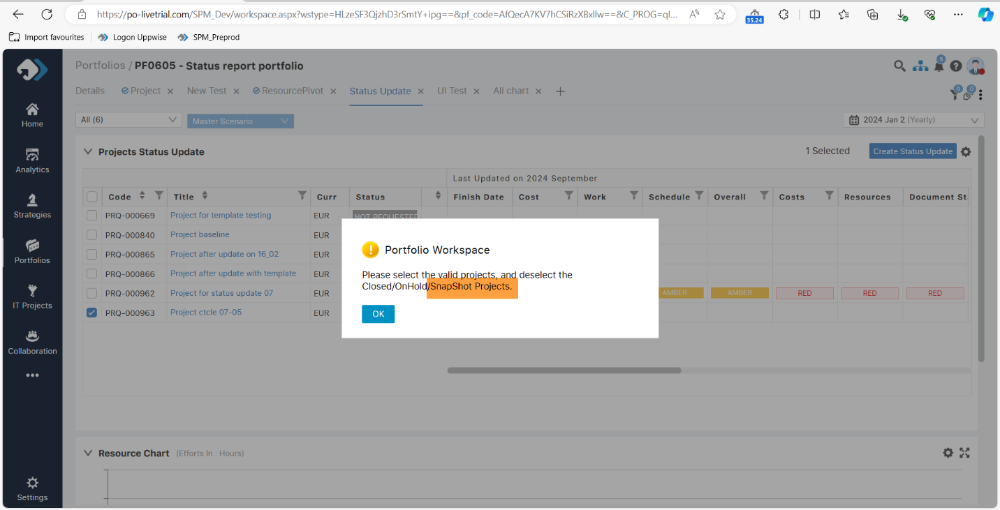 https://po-livetrial.com/SPM_Dev/workspace.aspx?wstype=HLzeSF3QjzhD3rSmtY+ipg==&pf_code=AfQecA7KV7hCSiRzXBxllw==&C_PROG=qI...
35.24
Import favourites
Logon Uppwise
SPM_Preprod
Portfolios / PF0605 - Status report portfolio
Details
Project
New Test
ResourcePivot
Status Update
UI Test
All chart
All (6)
Master Scenario
2024 Jan 2 (Yearly)
Home
Analytics
Strategies
Portfolios
IT Projects
Collaboration
Settings
Projects Status Update
1 Selected
Create Status Update
Last Updated on 2024 September
Code Title Curr Status Finish Date Cost Work Schedule Overall Costs Resources Document St
PRQ-000669 Project for template testing EUR NOT REQUESTED
PRQ-000840 Project baseline EUR
PRQ-000865 Project after update on 16_02 EUR
PRQ-000866 Project after update with template EUR
PRQ-000962 Project for status update 07 EUR AMBER AMBER RED RED RED
PRQ-000963 Project ctcle 07-05 EUR
Portfolio Workspace
Please select the valid projects, and deselect the
Closed/OnHold/SnapShot Projects.
OK
Resource Chart (Efforts In : Hours)